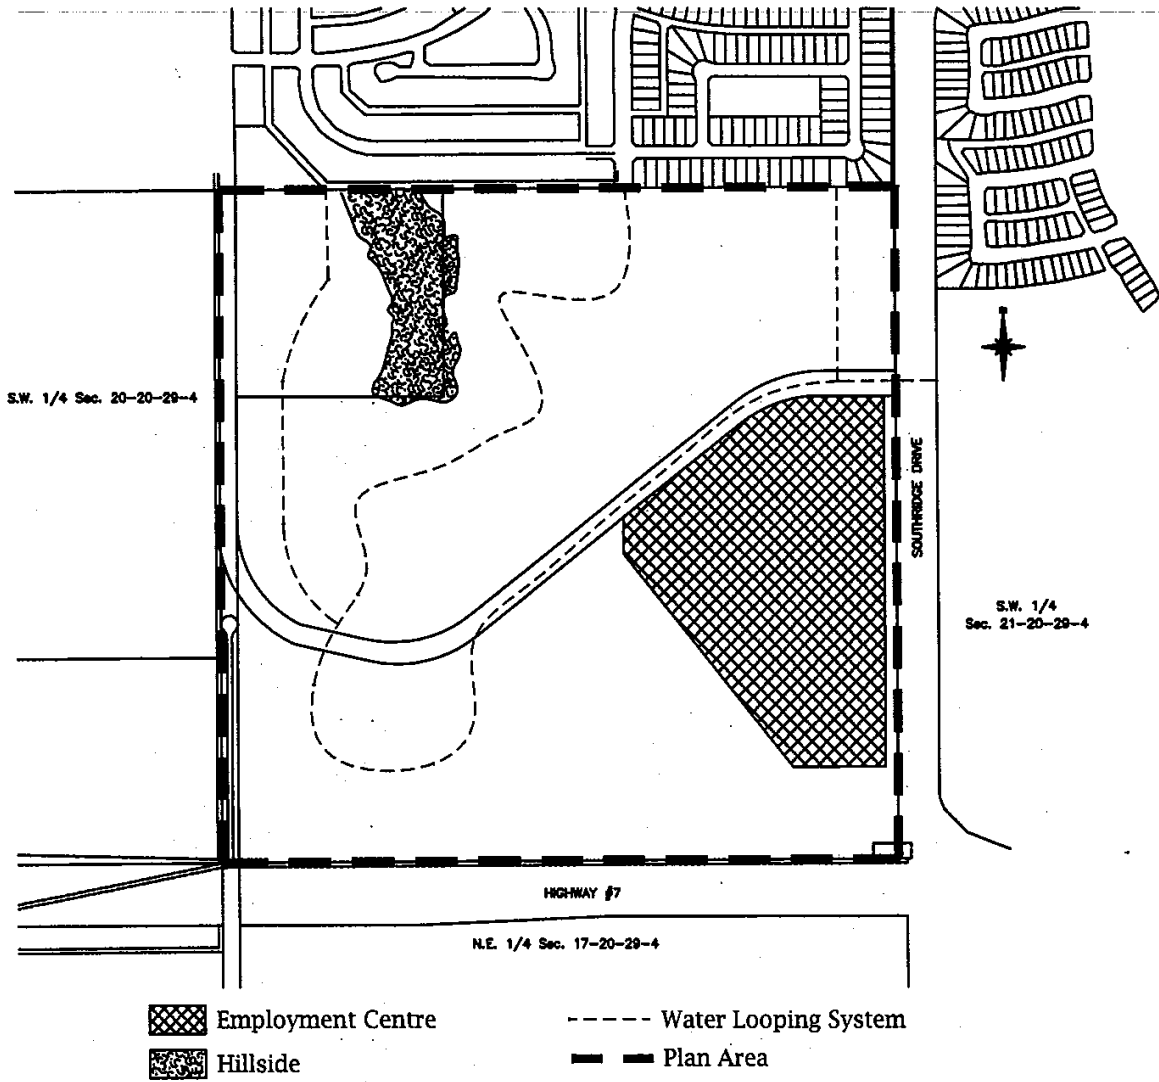 S.W. 1/4 Sec. 20-20-29-4
SOUTHRIDGE DRIVE
S.W. 1/4
Sec. 21-20-29-4
HIGHWAY #7
N.E. 1/4 Sec. 17-20-29-4
Employment Centre
Water Looping System
Hillside
Plan Area